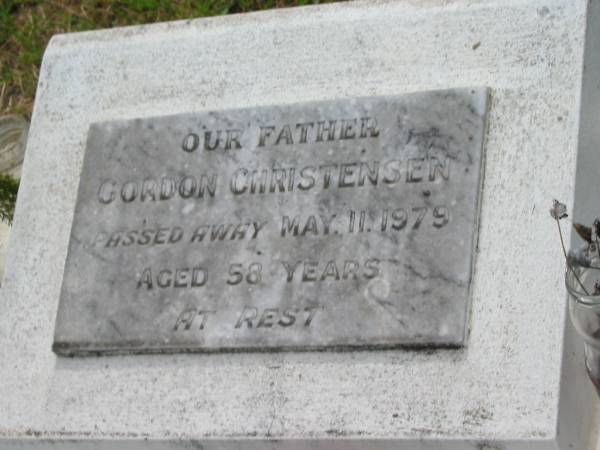 OUR FATHER
GORDON CHRISTENSEN
PASSED AWAY MAY. 11. 1979
AGED 58 YEARS
AT REST